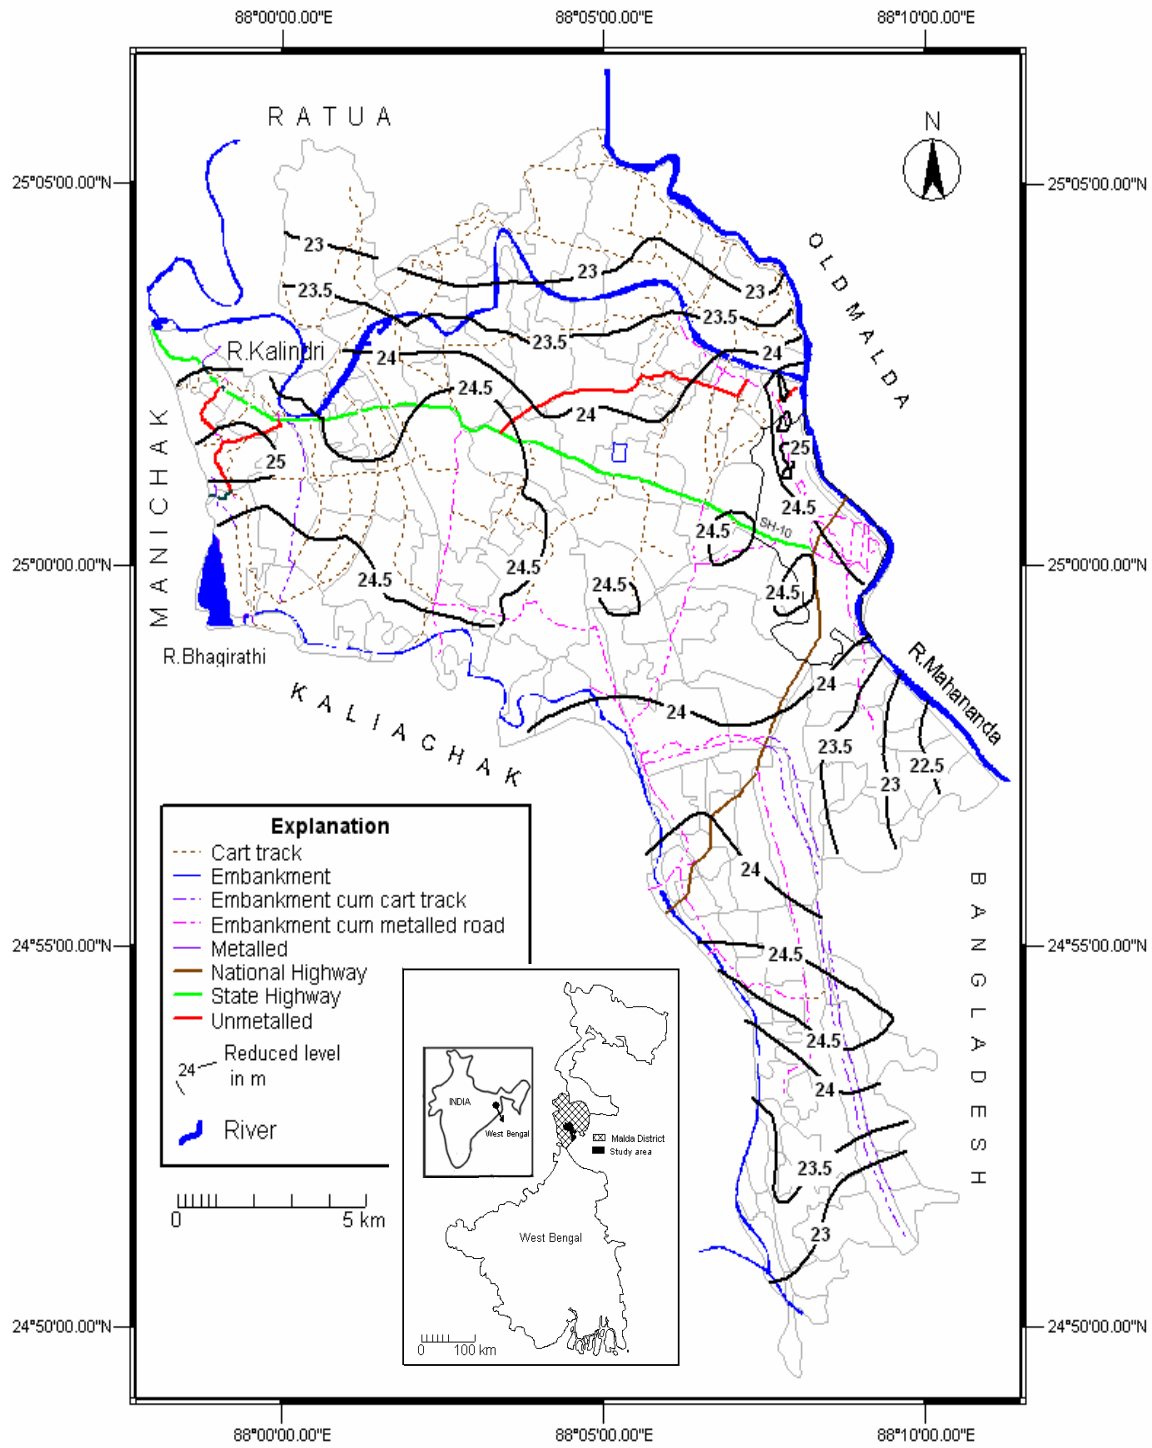 88°00'00.00"E 88°05'00.00"E 88°10'00.00"E
RATUA
N
25°05'00.00"N 25°05'00.00"N
OLD MALDA
23
23
23
23.5
23.5
23.5
R.Kalindri
24
24
24.5
24
MANICHAK
25
25
24.5
SH-10
24.5
25°00'00.00"N 25°00'00.00"N
24.5
24.5
24.5
24.5
R.Bhagirathi
R.Mahananda
KALIACHAK
24
24
23.5
22.5
23
Explanation
Cart track
Embankment
Embankment cum cart track
Embankment cum metalled road
Metalled
National Highway
State Highway
Unmetalled
24
Reduced level
in m
River
24
BANGLADESH
24°55'00.00"N 24°55'00.00"N
24.5
24.5
24
23.5
23
INDIA
West Bengal
Malda District
Study area
0 5 km
West Bengal
0 100 km
24°50'00.00"N 24°50'00.00"N
88°00'00.00"E 88°05'00.00"E 88°10'00.00"E